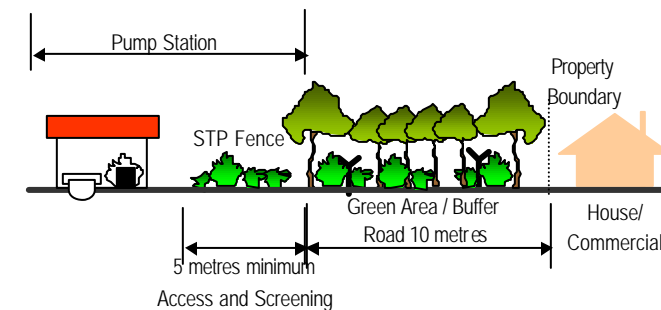 Pump Station
Property
Boundary
STP Fence
Green Area / Buffer
Road 10 metres
House/
Commercial
5 metres minimum
Access and Screening